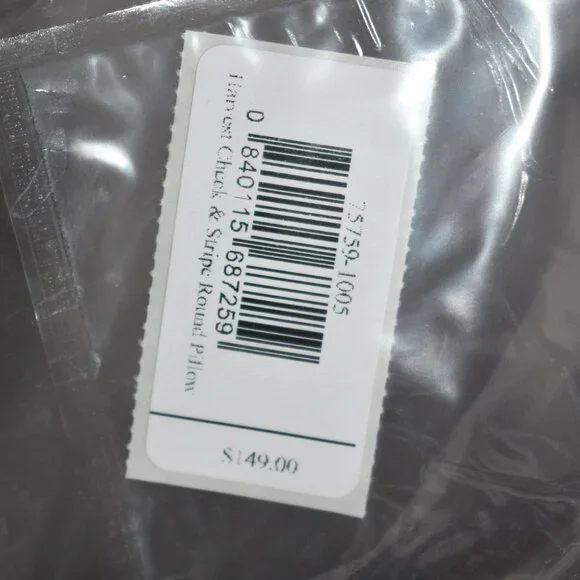 75759-1005
0 840115 687259
Harvest Check & Stripe Round Pillow
$149.00